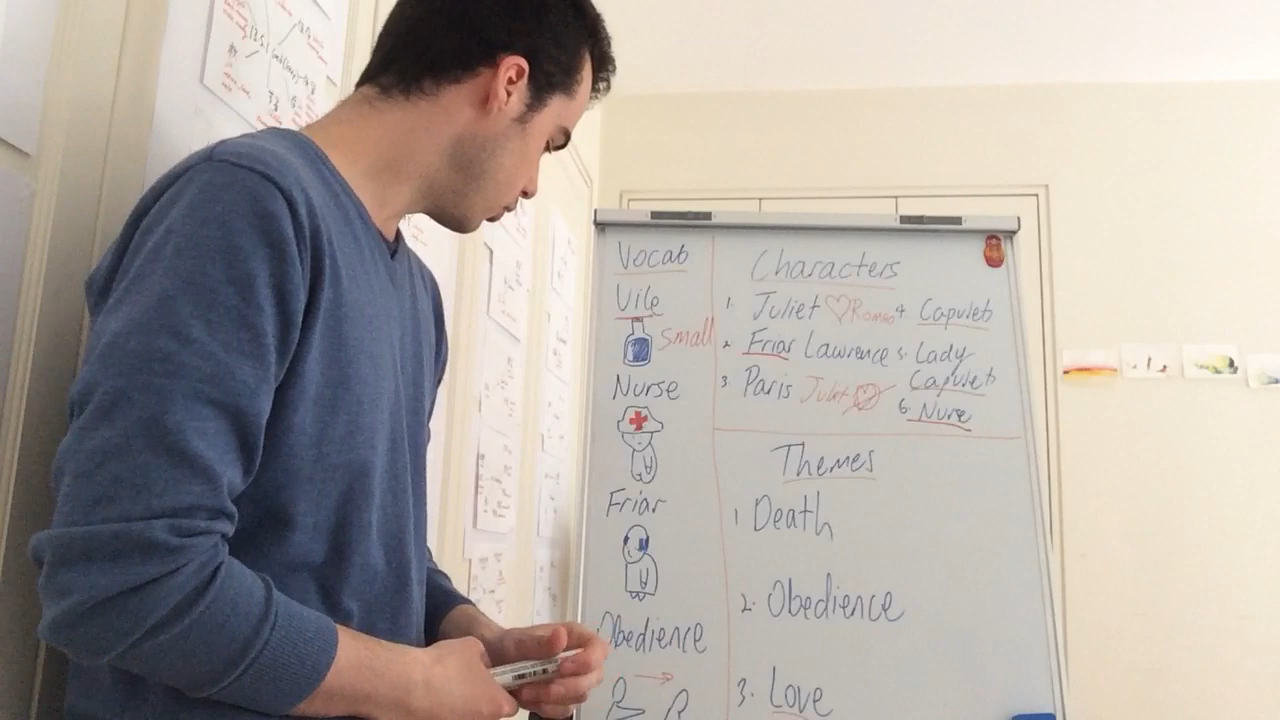 Vocab
Vile
Small
Nurse
Friar
Obedience
Characters
1. Juliet Romeo
2. Friar Lawrence
3. Paris Juliet
4 Capulet
5. Lady
Capulet
6. Nurse
Themes
1 Death
2. Obedience
3. Love